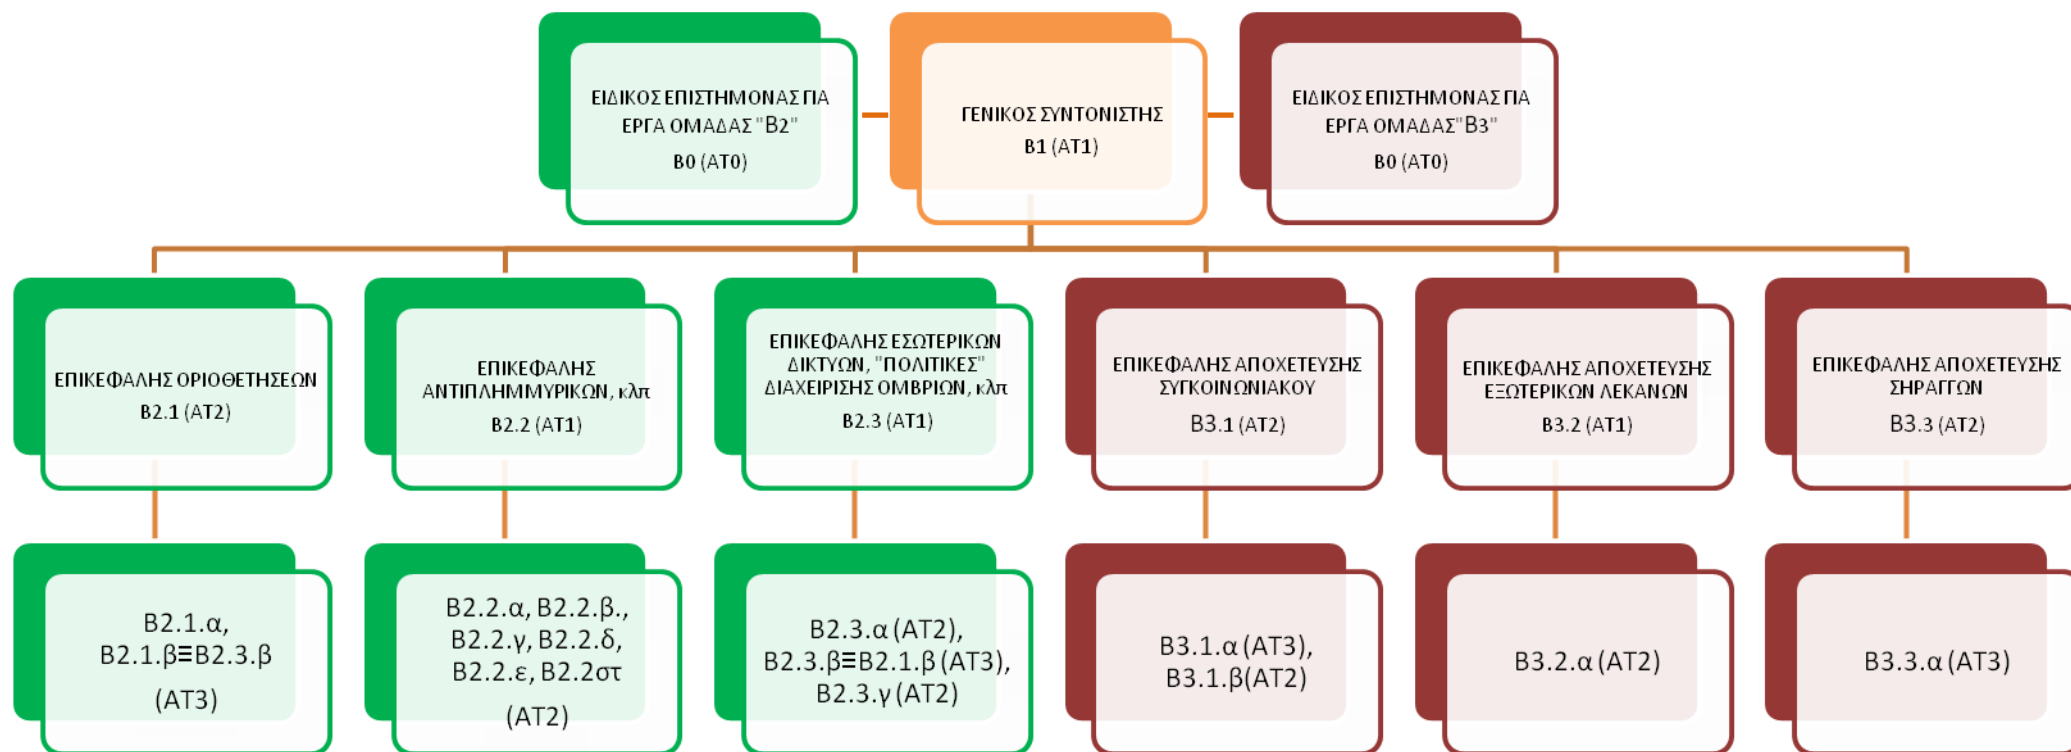 ΕΙΔΙΚΟΣ ΕΠΙΣΤΗΜΟΝΑΣ ΓΙΑ
ΕΡΓΑ ΟΜΑΔΑΣ "Β2"
Β0 (ΑΤ0)
ΓΕΝΙΚΟΣ ΣΥΝΤΟΝΙΣΤΗΣ
Β1 (ΑΤ1)
ΕΙΔΙΚΟΣ ΕΠΙΣΤΗΜΟΝΑΣ ΓΙΑ
ΕΡΓΑ ΟΜΑΔΑΣ"Β3"
Β0 (ΑΤ0)
ΕΠΙΚΕΦΑΛΗΣ ΟΡΙΟΘΕΤΗΣΕΩΝ
Β2.1 (ΑΤ2)
ΕΠΙΚΕΦΑΛΗΣ
ΑΝΤΙΠΛΗΜΜΥΡΙΚΩΝ, κλπ
Β2.2 (ΑΤ1)
ΕΠΙΚΕΦΑΛΗΣ ΕΣΩΤΕΡΙΚΩΝ
ΔΙΚΤΥΩΝ, "ΠΟΛΙΤΙΚΕΣ"
ΔΙΑΧΕΙΡΙΣΗΣ ΟΜΒΡΙΩΝ, κλπ
Β2.3 (ΑΤ1)
ΕΠΙΚΕΦΑΛΗΣ ΑΠΟΧΕΤΕΥΣΗΣ
ΣΥΓΚΟΙΝΩΝΙΑΚΟΥ
Β3.1 (ΑΤ2)
ΕΠΙΚΕΦΑΛΗΣ ΑΠΟΧΕΤΕΥΣΗΣ
ΕΞΩΤΕΡΙΚΩΝ ΛΕΚΑΝΩΝ
Β3.2 (ΑΤ1)
ΕΠΙΚΕΦΑΛΗΣ ΑΠΟΧΕΤΕΥΣΗΣ
ΣΗΡΑΓΓΩΝ
Β3.3 (ΑΤ2)
Β2.1.α,
Β2.1.β≡Β2.3.β
(ΑΤ3)
Β2.2.α, Β2.2.β.,
Β2.2.γ, Β2.2.δ,
Β2.2.ε, Β2.2στ
(ΑΤ2)
Β2.3.α (ΑΤ2),
Β2.3.β≡Β2.1.β (ΑΤ3),
Β2.3.γ (ΑΤ2)
Β3.1.α (ΑΤ3),
Β3.1.β(ΑΤ2)
Β3.2.α (ΑΤ2)
Β3.3.α (ΑΤ3)